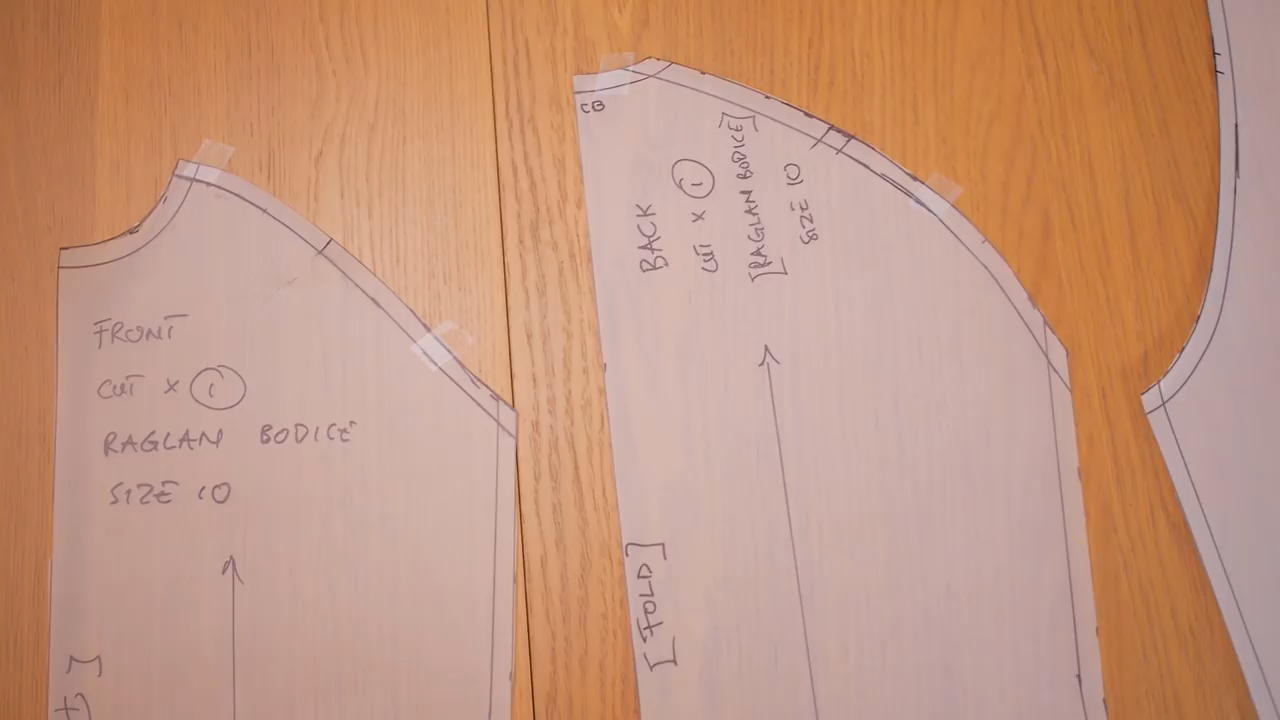 FRONT
CUT X 1
RAGLAN BODICE
SIZE 10
]
CB
BACK
CUT X 1
[RAGLAN BODICE]
SIZE 10
[FOLD]